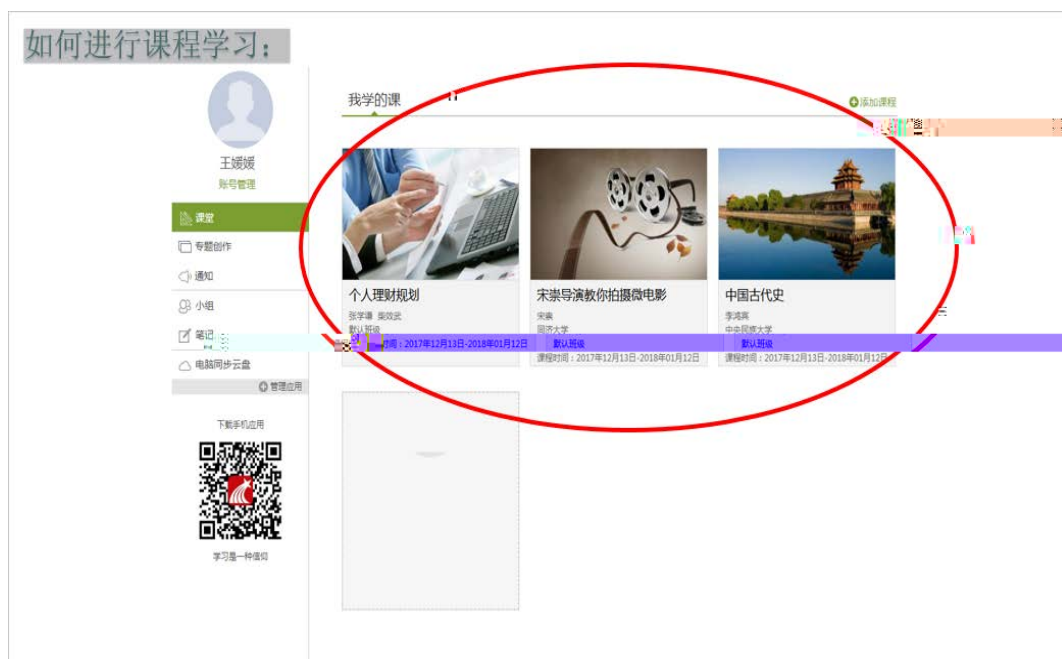 如何进行课程学习：
王媛媛
账号管理
课堂
专题创作
通知
小组
笔记
电脑同步云盘
管理应用
下载手机应用
学习是一种信仰
我学的课
添加课程
个人理财规划
张学谦 柴效武
默认班级
时间：2017年12月13日-2018年01月12日
宋崇导演教你拍摄微电影
宋崇
同济大学
默认班级
课程时间：2017年12月13日-2018年01月12日
中国古代史
李鸿宾
中央民族大学
默认班级
课程时间：2017年12月13日-2018年01月12日